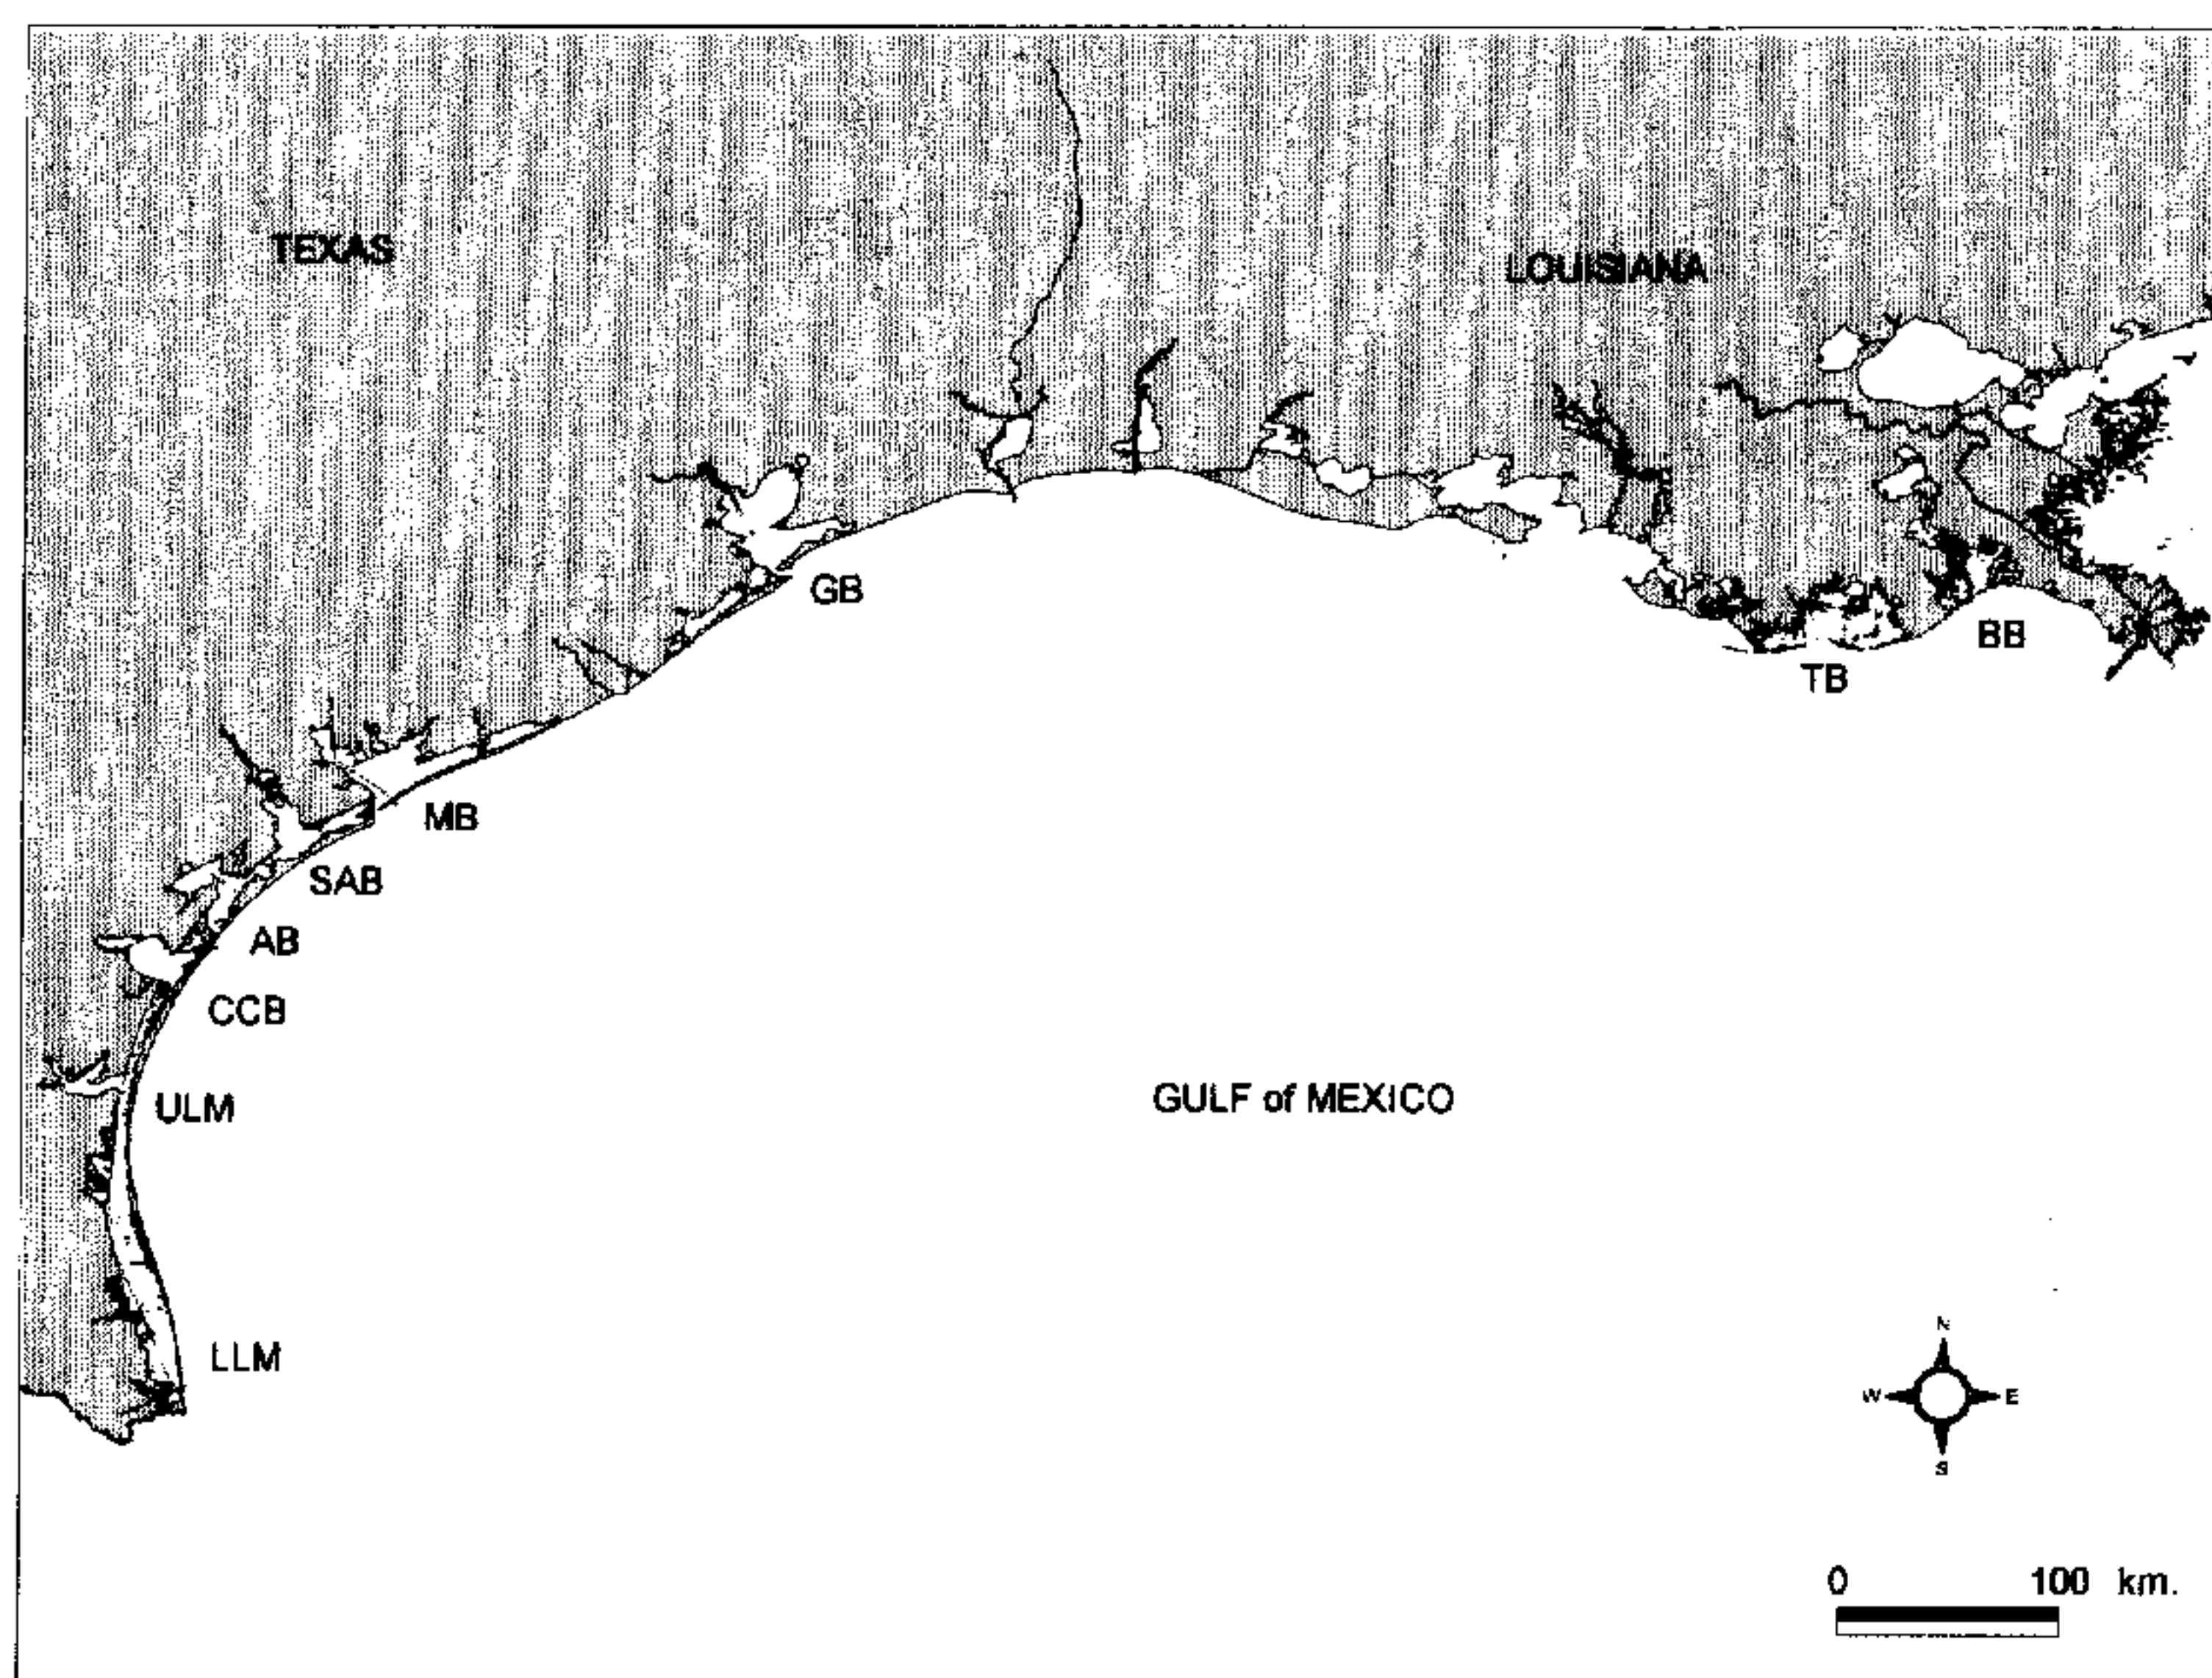 TEXAS
LOUISIANA
GB
BB
TB
MB
SAB
AB
CCB
ULM
GULF of MEXICO
LLM
N
W E
S
0 100 km.